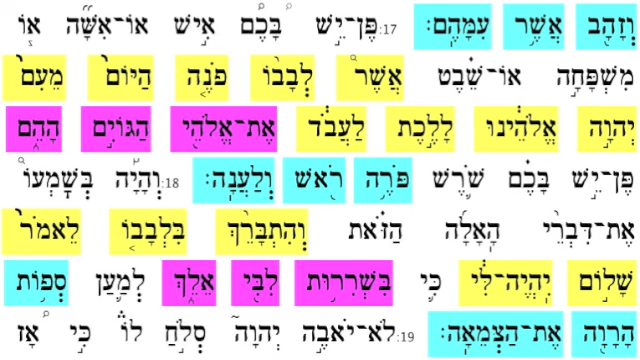 וְזָהָ֖ב אֲשֶׁ֥ר עִמָּהֶֽם׃ 17: פֶּן־יֵ֣שׁ בָּ֠כֶם אִ֣ישׁ אוֹ־אִשָּׁ֞ה א֧וֹ
מִשְׁפָּחָ֣ה אוֹ־שֵׁ֗בֶט אֲשֶׁר֩ לְבָב֨וֹ פֹנֶ֤ה הַיּוֹם֙ מֵעִם֙
יְהוָ֣ה אֱלֹהֵ֔ינוּ לָלֶ֣כֶת לַעֲבֹ֔ד אֶת־אֱלֹהֵ֖י הַגּוֹיִ֣ם הָהֵ֑ם
פֶּן־יֵ֣שׁ בָּכֶ֗ם שֹׁ֛רֶשׁ פֹּרֶ֥ה רֹ֖אשׁ וְלַעֲנָֽה׃ 18: וְהָיָ֡ה בְּשָׁמְעוֹ֩
אֶת־דִּבְרֵ֨י הָֽאָלָ֜ה הַזֹּ֗את וְהִתְבָּרֵ֨ךְ בִּלְבָב֤וֹ לֵאמֹר֙
שָׁל֣וֹם יִֽהְיֶה־לִּ֔י כִּ֛י בִּשְׁרִר֥וּת לִבִּ֖י אֵלֵ֑ךְ לְמַ֛עַן סְפ֥וֹת
הָרָוָ֖ה אֶת־הַצְּמֵאָֽה׃ 19: לֹא־יֹאבֶ֣ה יְהוָה֮ סְלֹ֣חַֽ לוֹ֒ כִּ֣י אָ֠ז